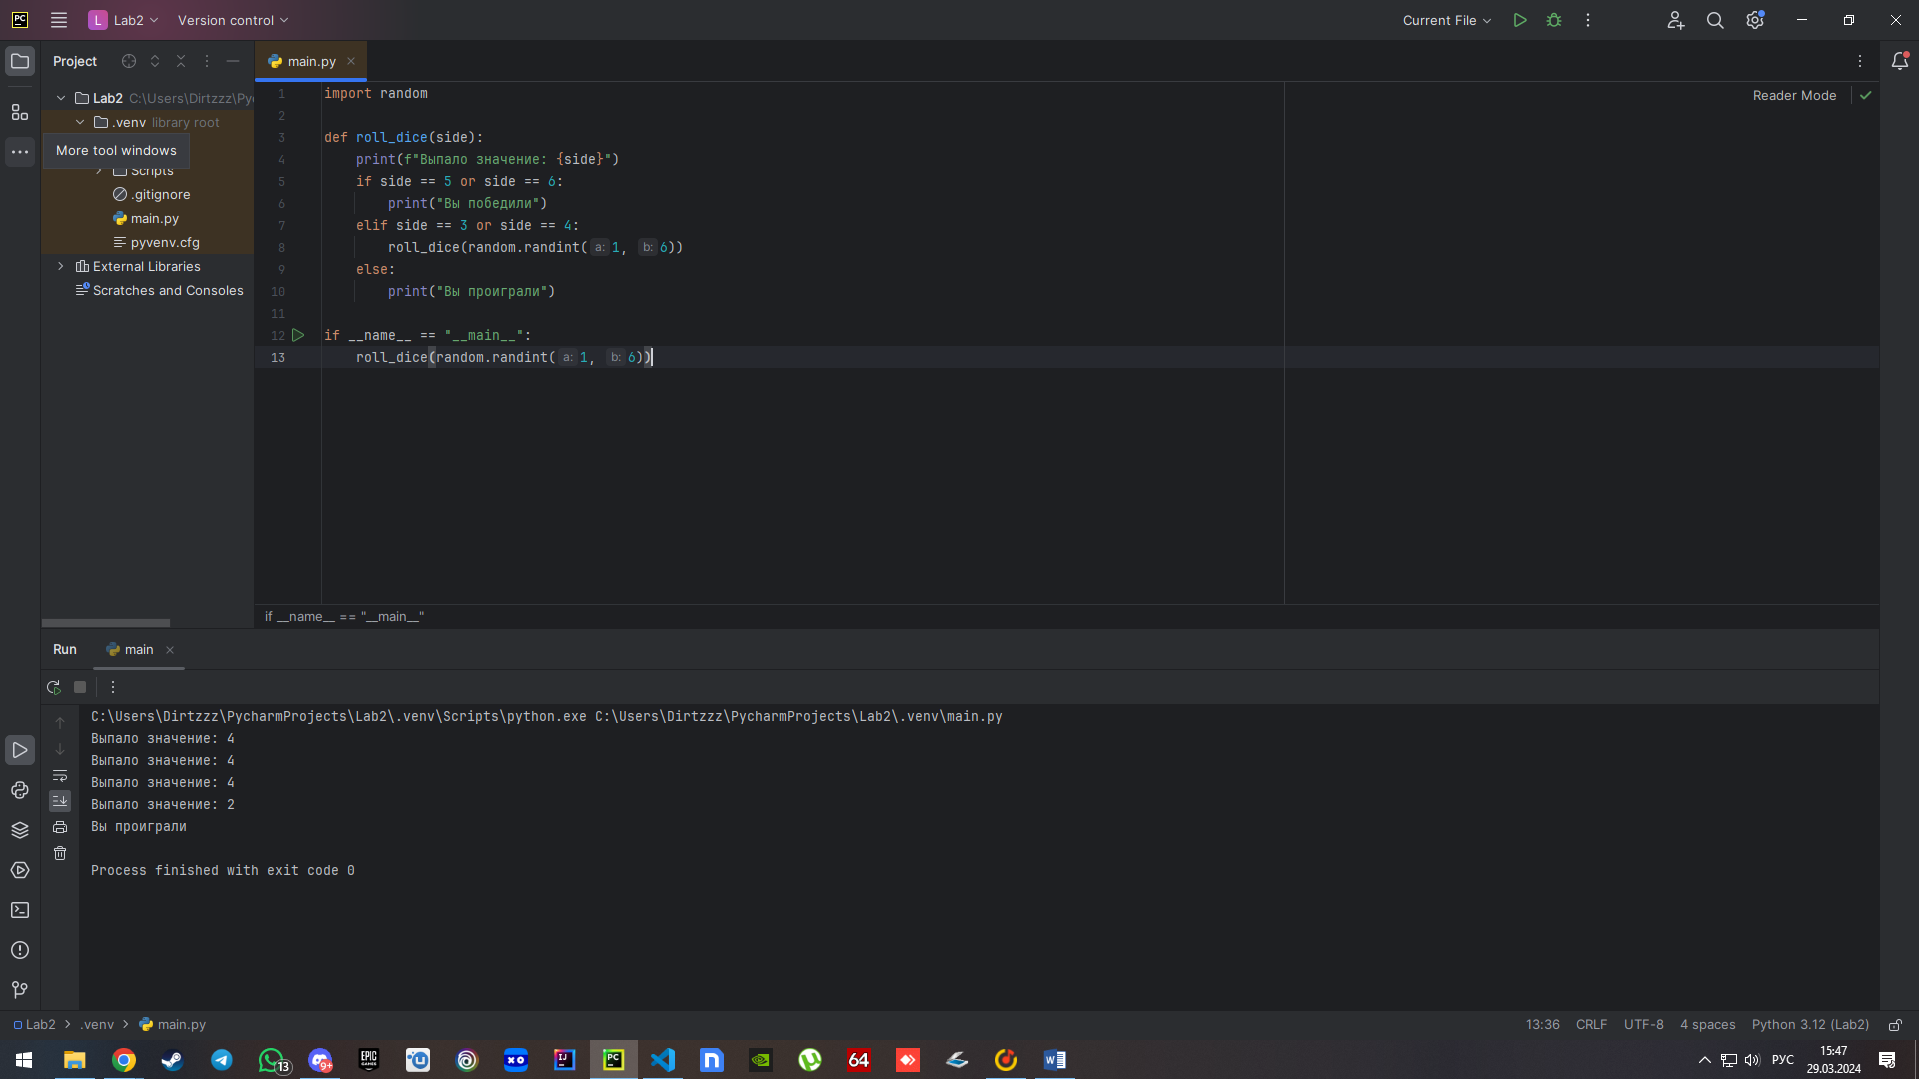 PC
L Lab2
Version control
Current File
Project
main.py
Lab2 C:\Users\Dirtzzz\Py
.venv library root
More tool windows
Scripts
.gitignore
main.py
pyvenv.cfg
External Libraries
Scratches and Consoles
Reader Mode
1 import random
2
3 def roll_dice(side):
4 print(f"Выпало значение: {side}")
5 if side == 5 or side == 6:
6 print("Вы победили")
7 elif side == 3 or side == 4:
8 roll_dice(random.randint( a: 1, b: 6))
9 else:
10 print("Вы проиграли")
11
12 if __name__ == "__main__":
13 roll_dice(random.randint( a: 1, b: 6))
if __name__ == "__main__"
Run main
C:\Users\Dirtzzz\PycharmProjects\Lab2\.venv\Scripts\python.exe C:\Users\Dirtzzz\PycharmProjects\Lab2\.venv\main.py
Выпало значение: 4
Выпало значение: 4
Выпало значение: 4
Выпало значение: 2
Вы проиграли
Process finished with exit code 0
Lab2 > .venv > main.py
13:36 CRLF UTF-8 4 spaces Python 3.12 (Lab2)
13 9+ EPIC GAMES XO IJ PC 64 W
РУС
15:47
29.03.2024